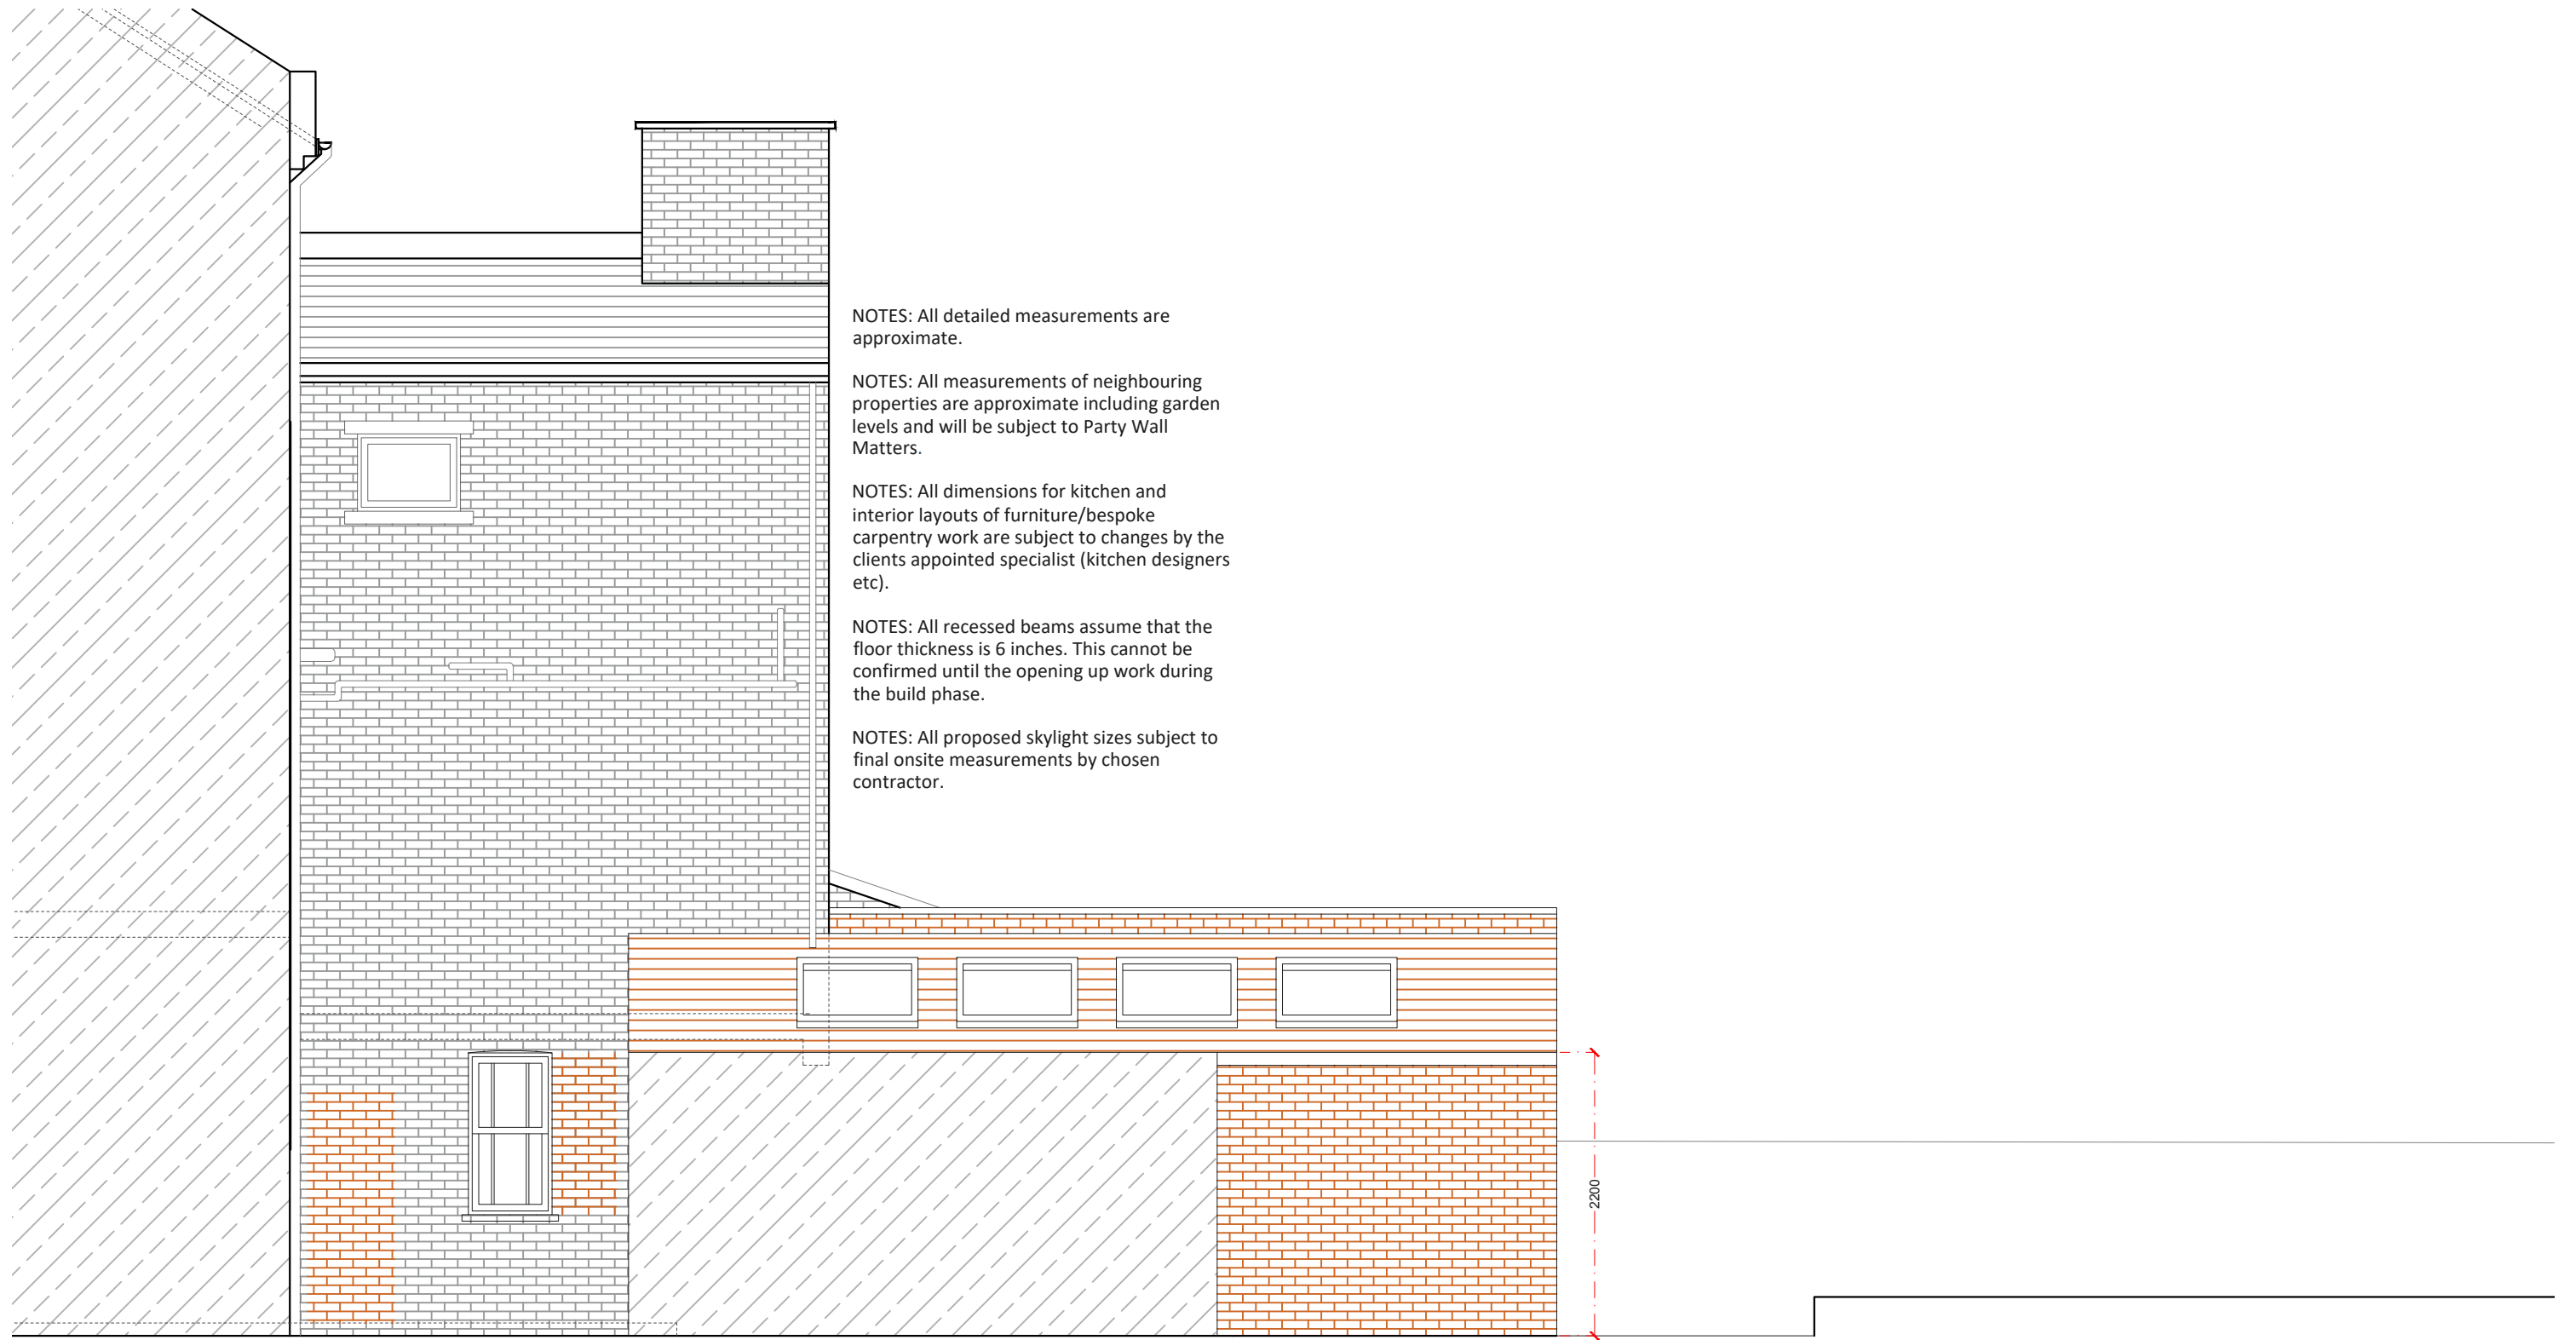 NOTES: All detailed measurements are
approximate.
NOTES: All measurements of neighbouring
properties are approximate including garden
levels and will be subject to Party Wall
Matters.
NOTES: All dimensions for kitchen and
interior layouts of furniture/bespoke
carpentry work are subject to changes by the
clients appointed specialist (kitchen designers
etc).
NOTES: All recessed beams assume that the
floor thickness is 6 inches. This cannot be
confirmed until the opening up work during
the build phase.
NOTES: All proposed skylight sizes subject to
final onsite measurements by chosen
contractor.
2200